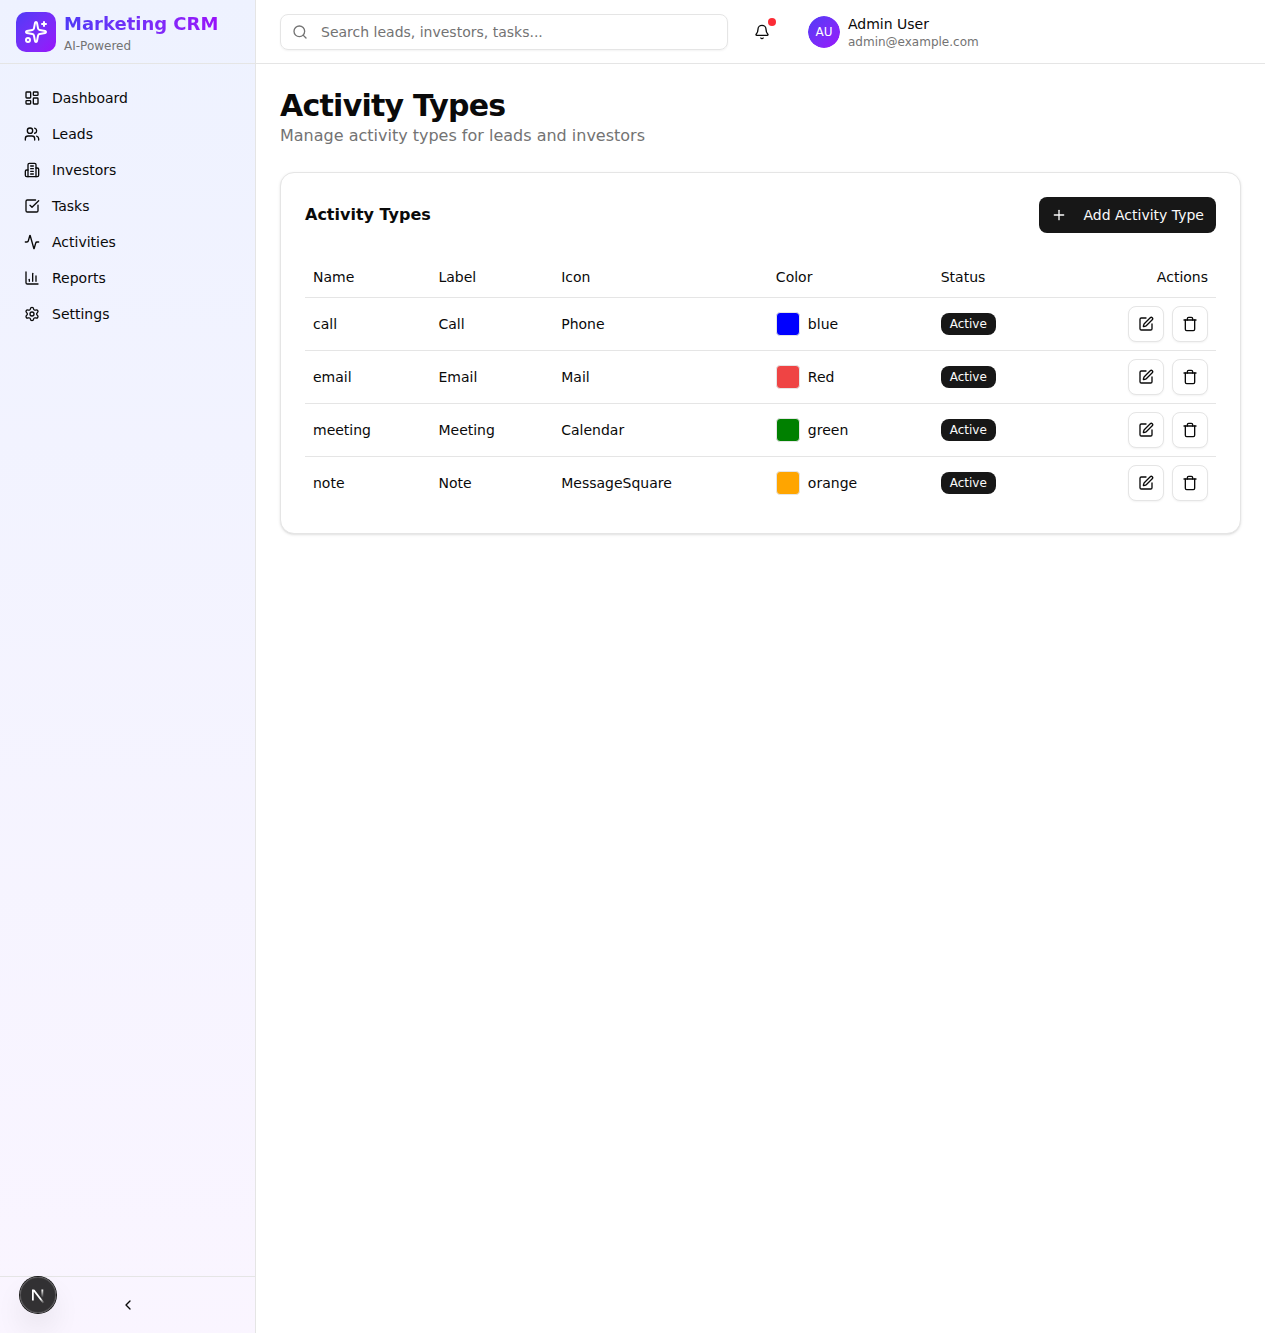 Marketing CRM
AI-Powered
Search leads, investors, tasks...
AU
Admin User
admin@example.com
Dashboard
Leads
Investors
Tasks
Activities
Reports
Settings
Activity Types
Manage activity types for leads and investors
Activity Types
Add Activity Type
Name Label Icon Color Status Actions
call Call Phone blue Active
email Email Mail Red Active
meeting Meeting Calendar green Active
note Note MessageSquare orange Active
N